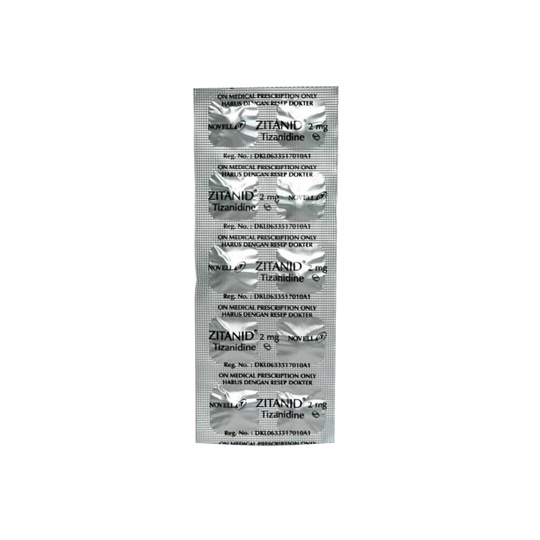 ON MEDICAL PRESCRIPTION ONLY
HARUS DENGAN RESEP DOKTER
NOVELL ZITANID® 2 mg
Tizanidine
Reg. No. : DKL0633517010A1
ON MEDICAL PRESCRIPTION ONLY
HARUS DENGAN RESEP DOKTER
ZITANID® 2 mg NOVELL
Tizanidine
Reg. No. : DKL0633517010A1
ON MEDICAL PRESCRIPTION ONLY
HARUS DENGAN RESEP DOKTER
NOVELL ZITANID® 2 mg
Tizanidine
Reg. No. : DKL0633517010A1
ON MEDICAL PRESCRIPTION ONLY
HARUS DENGAN RESEP DOKTER
ZITANID® 2 mg NOVELL
Tizanidine
Reg. No. : DKL0633517010A1
ON MEDICAL PRESCRIPTION ONLY
HARUS DENGAN RESEP DOKTER
NOVELL ZITANID® 2 mg
Tizanidine
Reg. No. : DKL0633517010A1
ON MEDICAL PRESCRIPTION ONLY